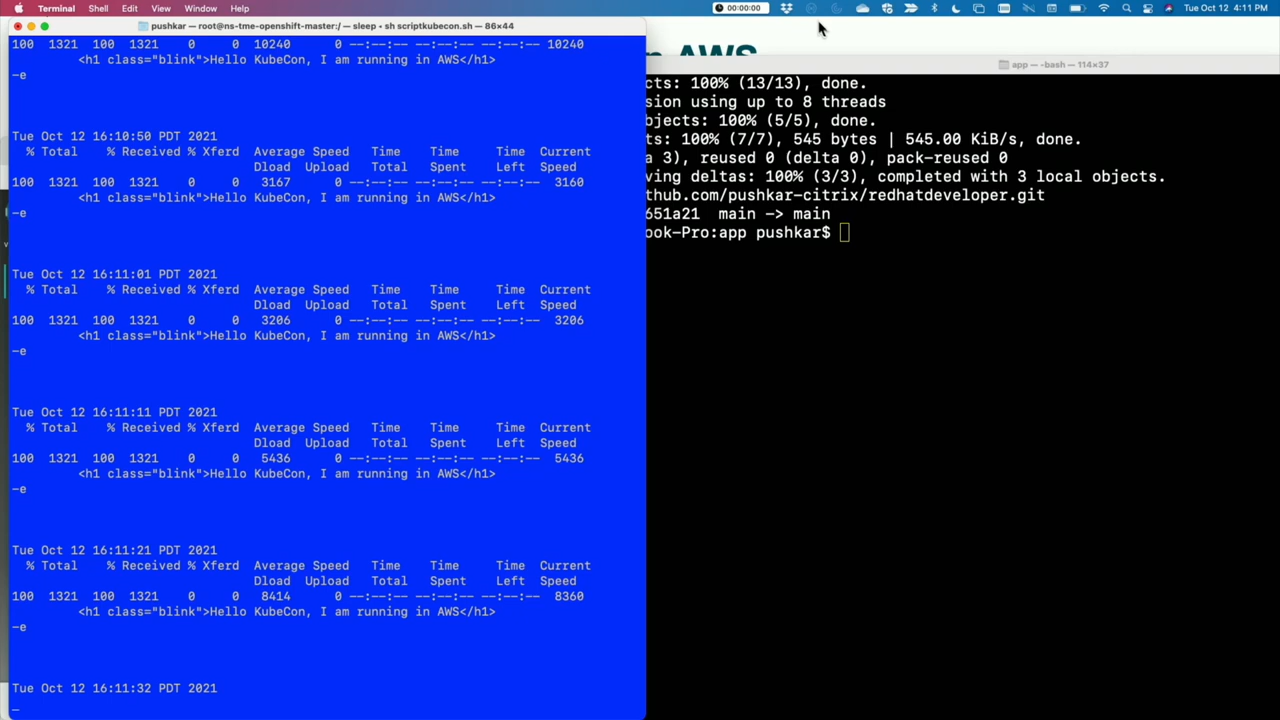 Terminal Shell Edit View Window Help
00:00:00
Tue Oct 12 4:11 PM
pushkar — root@ns-tme-openshift-master:/ — sleep • sh scriptkubecon.sh — 86×44
100 1321 100 1321 0 0 10240 0 --:--:-- --:--:-- --:--:-- 10240
<h1 class="blink">Hello KubeCon, I am running in AWS</h1>
-e
Tue Oct 12 16:10:50 PDT 2021
% Total % Received % Xferd Average Speed Time Time Time Current
Dload Upload Total Spent Left Speed
100 1321 100 1321 0 0 3167 0 --:--:-- --:--:-- --:--:-- 3160
<h1 class="blink">Hello KubeCon, I am running in AWS</h1>
-e
Tue Oct 12 16:11:01 PDT 2021
% Total % Received % Xferd Average Speed Time Time Time Current
Dload Upload Total Spent Left Speed
100 1321 100 1321 0 0 3206 0 --:--:-- --:--:-- --:--:-- 3206
<h1 class="blink">Hello KubeCon, I am running in AWS</h1>
-e
Tue Oct 12 16:11:11 PDT 2021
% Total % Received % Xferd Average Speed Time Time Time Current
Dload Upload Total Spent Left Speed
100 1321 100 1321 0 0 5436 0 --:--:-- --:--:-- --:--:-- 5436
<h1 class="blink">Hello KubeCon, I am running in AWS</h1>
-e
Tue Oct 12 16:11:21 PDT 2021
% Total % Received % Xferd Average Speed Time Time Time Current
Dload Upload Total Spent Left Speed
100 1321 100 1321 0 0 8414 0 --:--:-- --:--:-- --:--:-- 8360
<h1 class="blink">Hello KubeCon, I am running in AWS</h1>
-e
Tue Oct 12 16:11:32 PDT 2021
n AWS
app — -bash — 114×37
cts: 100% (13/13), done.
sion using up to 8 threads
bjects: 100% (5/5), done.
ts: 100% (7/7), 545 bytes | 545.00 KiB/s, done.
a 3), reused 0 (delta 0), pack-reused 0
ving deltas: 100% (3/3), completed with 3 local objects.
thub.com/pushkar-citrix/redhatdeveloper.git
651a21 main -> main
ook-Pro:app pushkar$